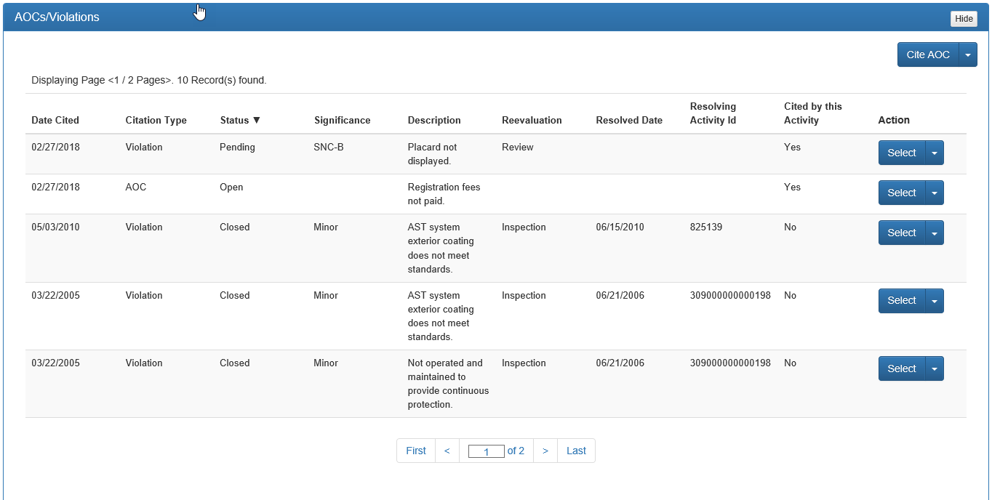 AOCs/Violations
Hide
Cite AOC
Displaying Page <1 / 2 Pages>. 10 Record(s) found.
Date Cited Citation Type Status ▼ Significance Description Reevaluation Resolved Date Resolving Activity Id Cited by this Activity Action
02/27/2018 Violation Pending SNC-B Placard not displayed. Review Yes Select
02/27/2018 AOC Open Registration fees not paid. Yes Select
05/03/2010 Violation Closed Minor AST system exterior coating does not meet standards. Inspection 06/15/2010 825139 No Select
03/22/2005 Violation Closed Minor AST system exterior coating does not meet standards. Inspection 06/21/2006 309000000000198 No Select
03/22/2005 Violation Closed Minor Not operated and maintained to provide continuous protection. Inspection 06/21/2006 309000000000198 No Select
First < 1 of 2 > Last